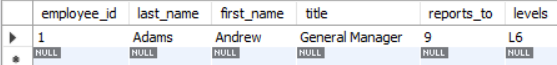 employee_id last_name first_name title reports_to levels
1 Adams Andrew General Manager 9 L6
NULL NULL NULL NULL NULL NULL